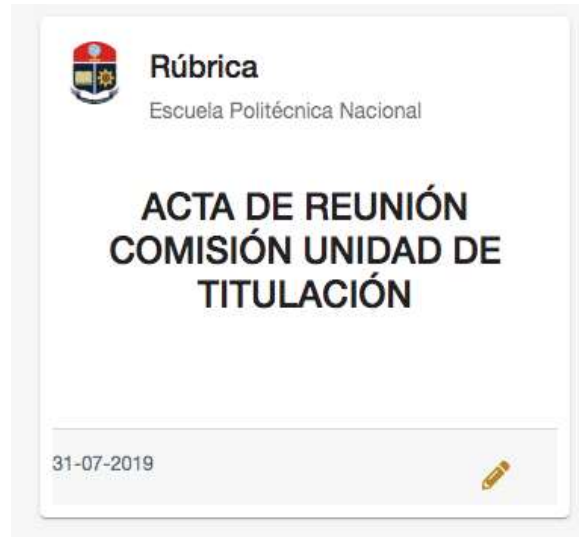 Rúbrica
Escuela Politécnica Nacional
ACTA DE REUNIÓN
COMISIÓN UNIDAD DE
TITULACIÓN
31-07-2019